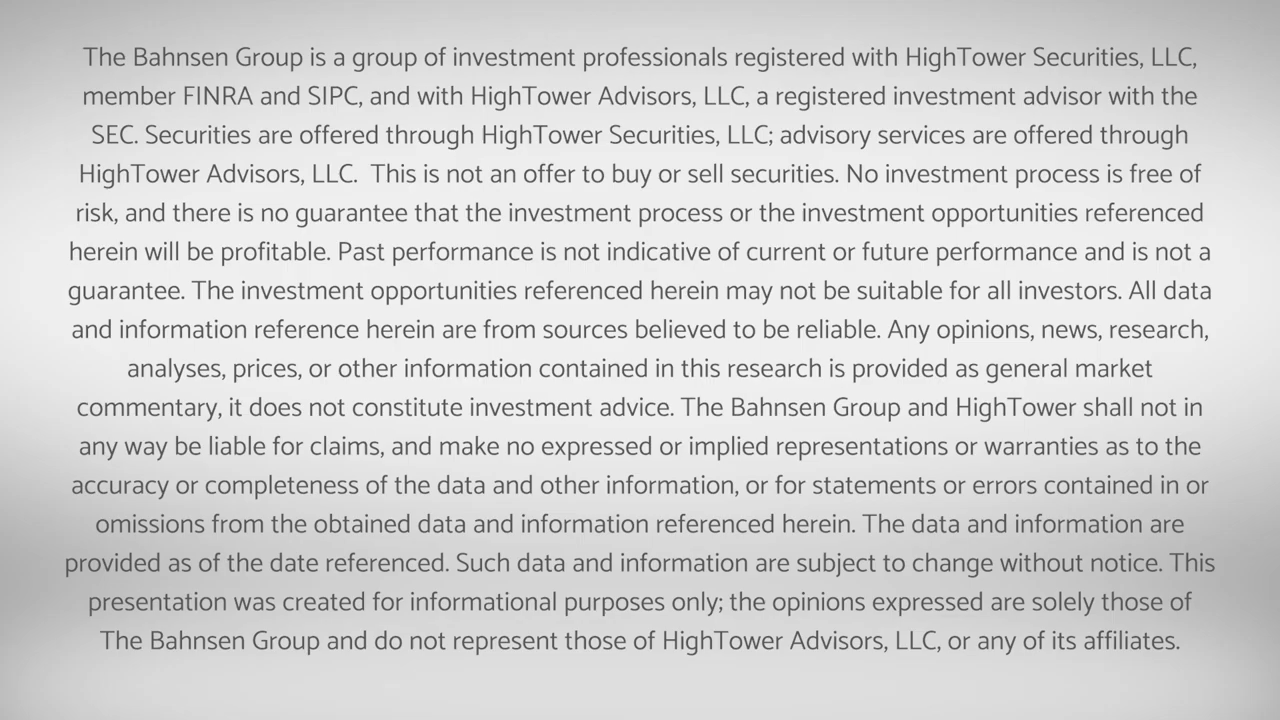 The Bahnsen Group is a group of investment professionals registered with HighTower Securities, LLC,
member FINRA and SIPC, and with HighTower Advisors, LLC, a registered investment advisor with the
SEC. Securities are offered through HighTower Securities, LLC; advisory services are offered through
HighTower Advisors, LLC.  This is not an offer to buy or sell securities. No investment process is free of
risk, and there is no guarantee that the investment process or the investment opportunities referenced
herein will be profitable. Past performance is not indicative of current or future performance and is not a
guarantee. The investment opportunities referenced herein may not be suitable for all investors. All data
and information reference herein are from sources believed to be reliable. Any opinions, news, research,
analyses, prices, or other information contained in this research is provided as general market
commentary, it does not constitute investment advice. The Bahnsen Group and HighTower shall not in
any way be liable for claims, and make no expressed or implied representations or warranties as to the
accuracy or completeness of the data and other information, or for statements or errors contained in or
omissions from the obtained data and information referenced herein. The data and information are
provided as of the date referenced. Such data and information are subject to change without notice. This
presentation was created for informational purposes only; the opinions expressed are solely those of
The Bahnsen Group and do not represent those of HighTower Advisors, LLC, or any of its affiliates.